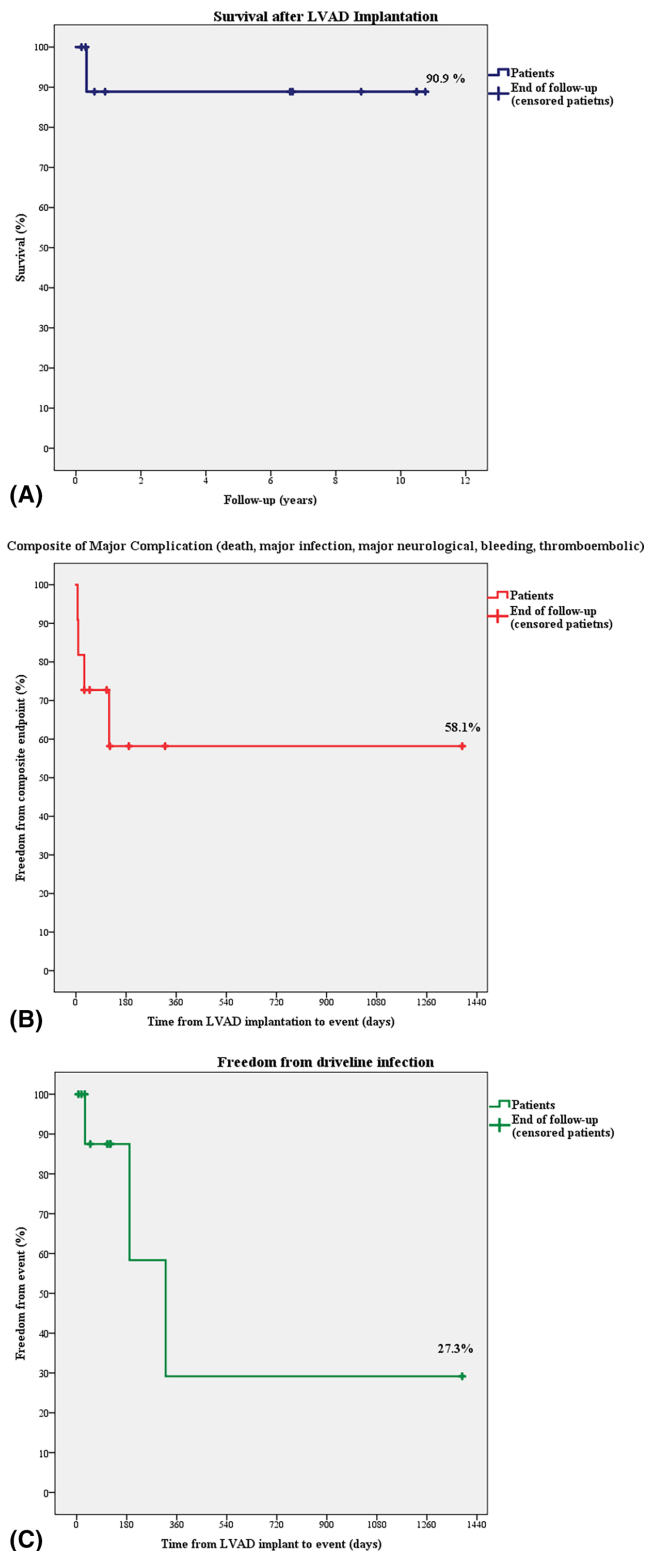 Survival after LVAD Implantation
100
90
80
70
60
50
40
30
20
10
0
Survival (%)
90.9 %
Patients
End of follow-up
(censored patietns)
0 2 4 6 8 10 12
Follow-up (years)
(A)
Composite of Major Complication (death, major infection, major neurological, bleeding, thromboembolic)
100
90
80
70
60
50
40
30
20
10
0
Freedom from composite endpoint (%)
58.1%
Patients
End of follow-up
(censored patietns)
0 180 360 540 720 900 1080 1260 1440
Time from LVAD implantation to event (days)
(B)
Freedom from driveline infection
100
90
80
70
60
50
40
30
20
10
0
Freedom from event (%)
27.3%
Patients
End of follow-up
(censored patients)
0 180 360 540 720 900 1080 1260 1440
Time from LVAD implant to event (days)
(C)